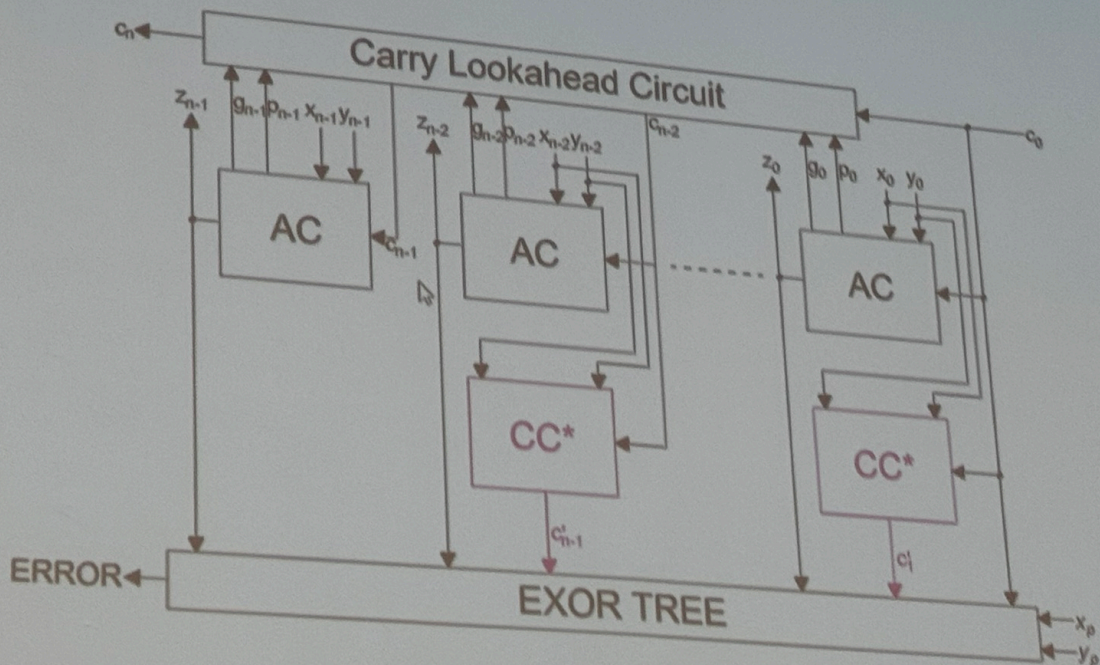 cn
Carry Lookahead Circuit
c0
zn-1
gn-1
pn-1
xn-1
yn-1
zn-2
gn-2
pn-2
xn-2
yn-2
cn-2
z0
g0
p0
x0
y0
AC
cn-1
AC
AC
CC*
CC*
c'n-1
c'1
ERROR
EXOR TREE
xp
yp